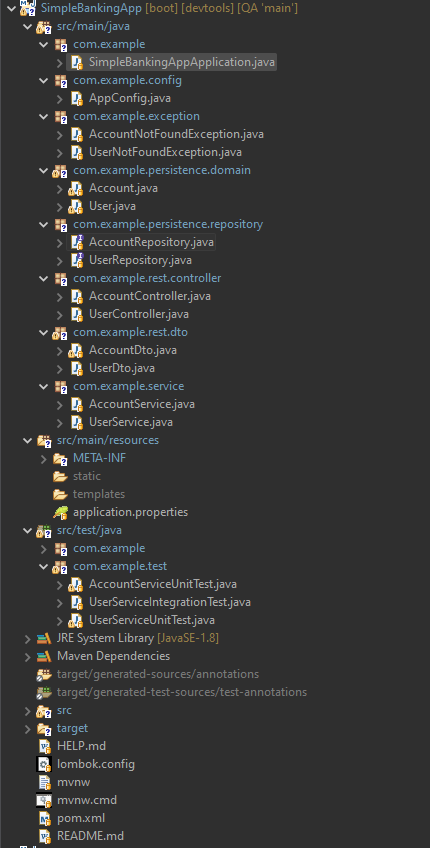 SimpleBankingApp [boot] [devtools] [QA 'main']
src/main/java
com.example
SimpleBankingAppApplication.java
com.example.config
AppConfig.java
com.example.exception
AccountNotFoundException.java
UserNotFoundException.java
com.example.persistence.domain
Account.java
User.java
com.example.persistence.repository
AccountRepository.java
UserRepository.java
com.example.rest.controller
AccountController.java
UserController.java
com.example.rest.dto
AccountDto.java
UserDto.java
com.example.service
AccountService.java
UserService.java
src/main/resources
META-INF
static
templates
application.properties
src/test/java
com.example
com.example.test
AccountServiceUnitTest.java
UserServiceIntegrationTest.java
UserServiceUnitTest.java
JRE System Library [JavaSE-1.8]
Maven Dependencies
target/generated-sources/annotations
target/generated-test-sources/test-annotations
src
target
HELP.md
lombok.config
mvnw
mvnw.cmd
pom.xml
README.md